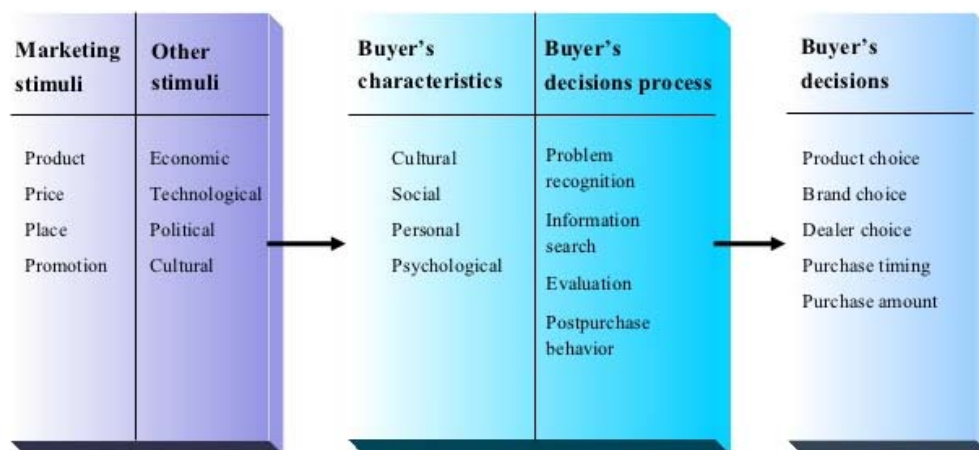 Marketing
stimuli
Product
Price
Place
Promotion
Other
stimuli
Economic
Technological
Political
Cultural
Buyer's
characteristics
Cultural
Social
Personal
Psychological
Buyer's
decisions process
Problem
recognition
Information
search
Evaluation
Postpurchase
behavior
Buyer's
decisions
Product choice
Brand choice
Dealer choice
Purchase timing
Purchase amount